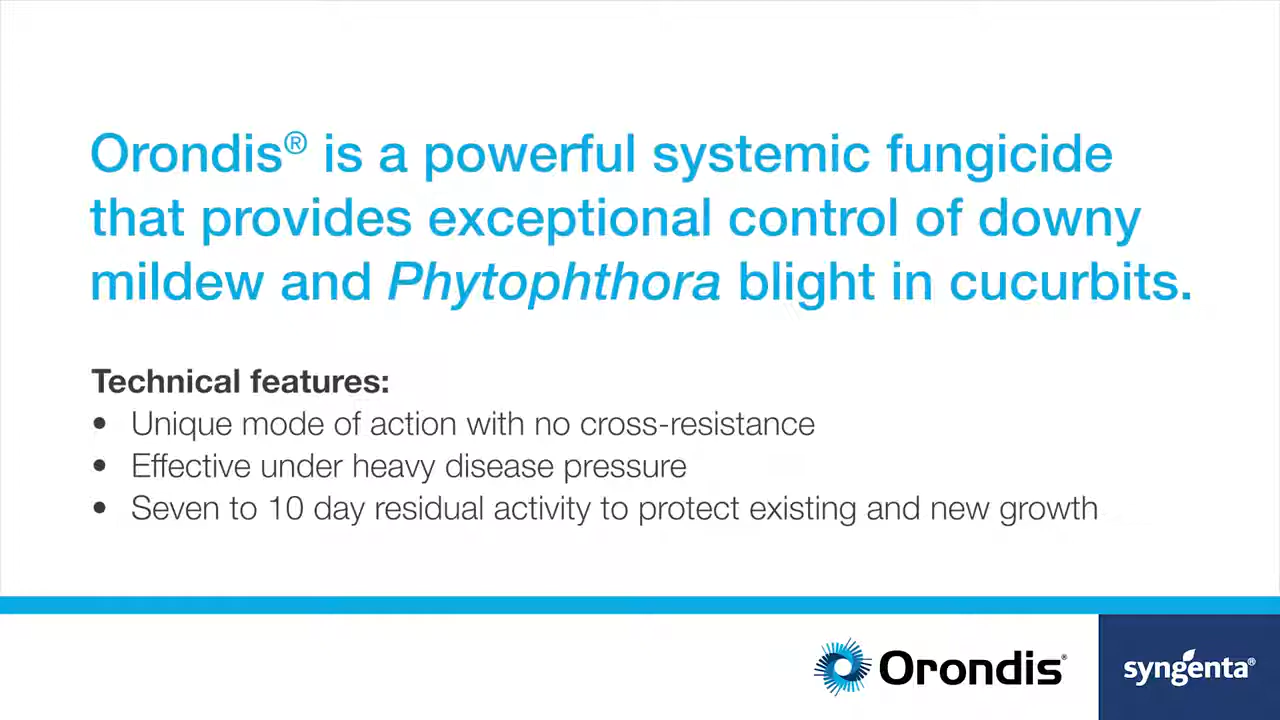 Orondis® is a powerful systemic fungicide
that provides exceptional control of downy
mildew and Phytophthora blight in cucurbits.
Technical features:
• Unique mode of action with no cross-resistance
• Effective under heavy disease pressure
• Seven to 10 day residual activity to protect existing and new growth
Orondis®
syngenta®